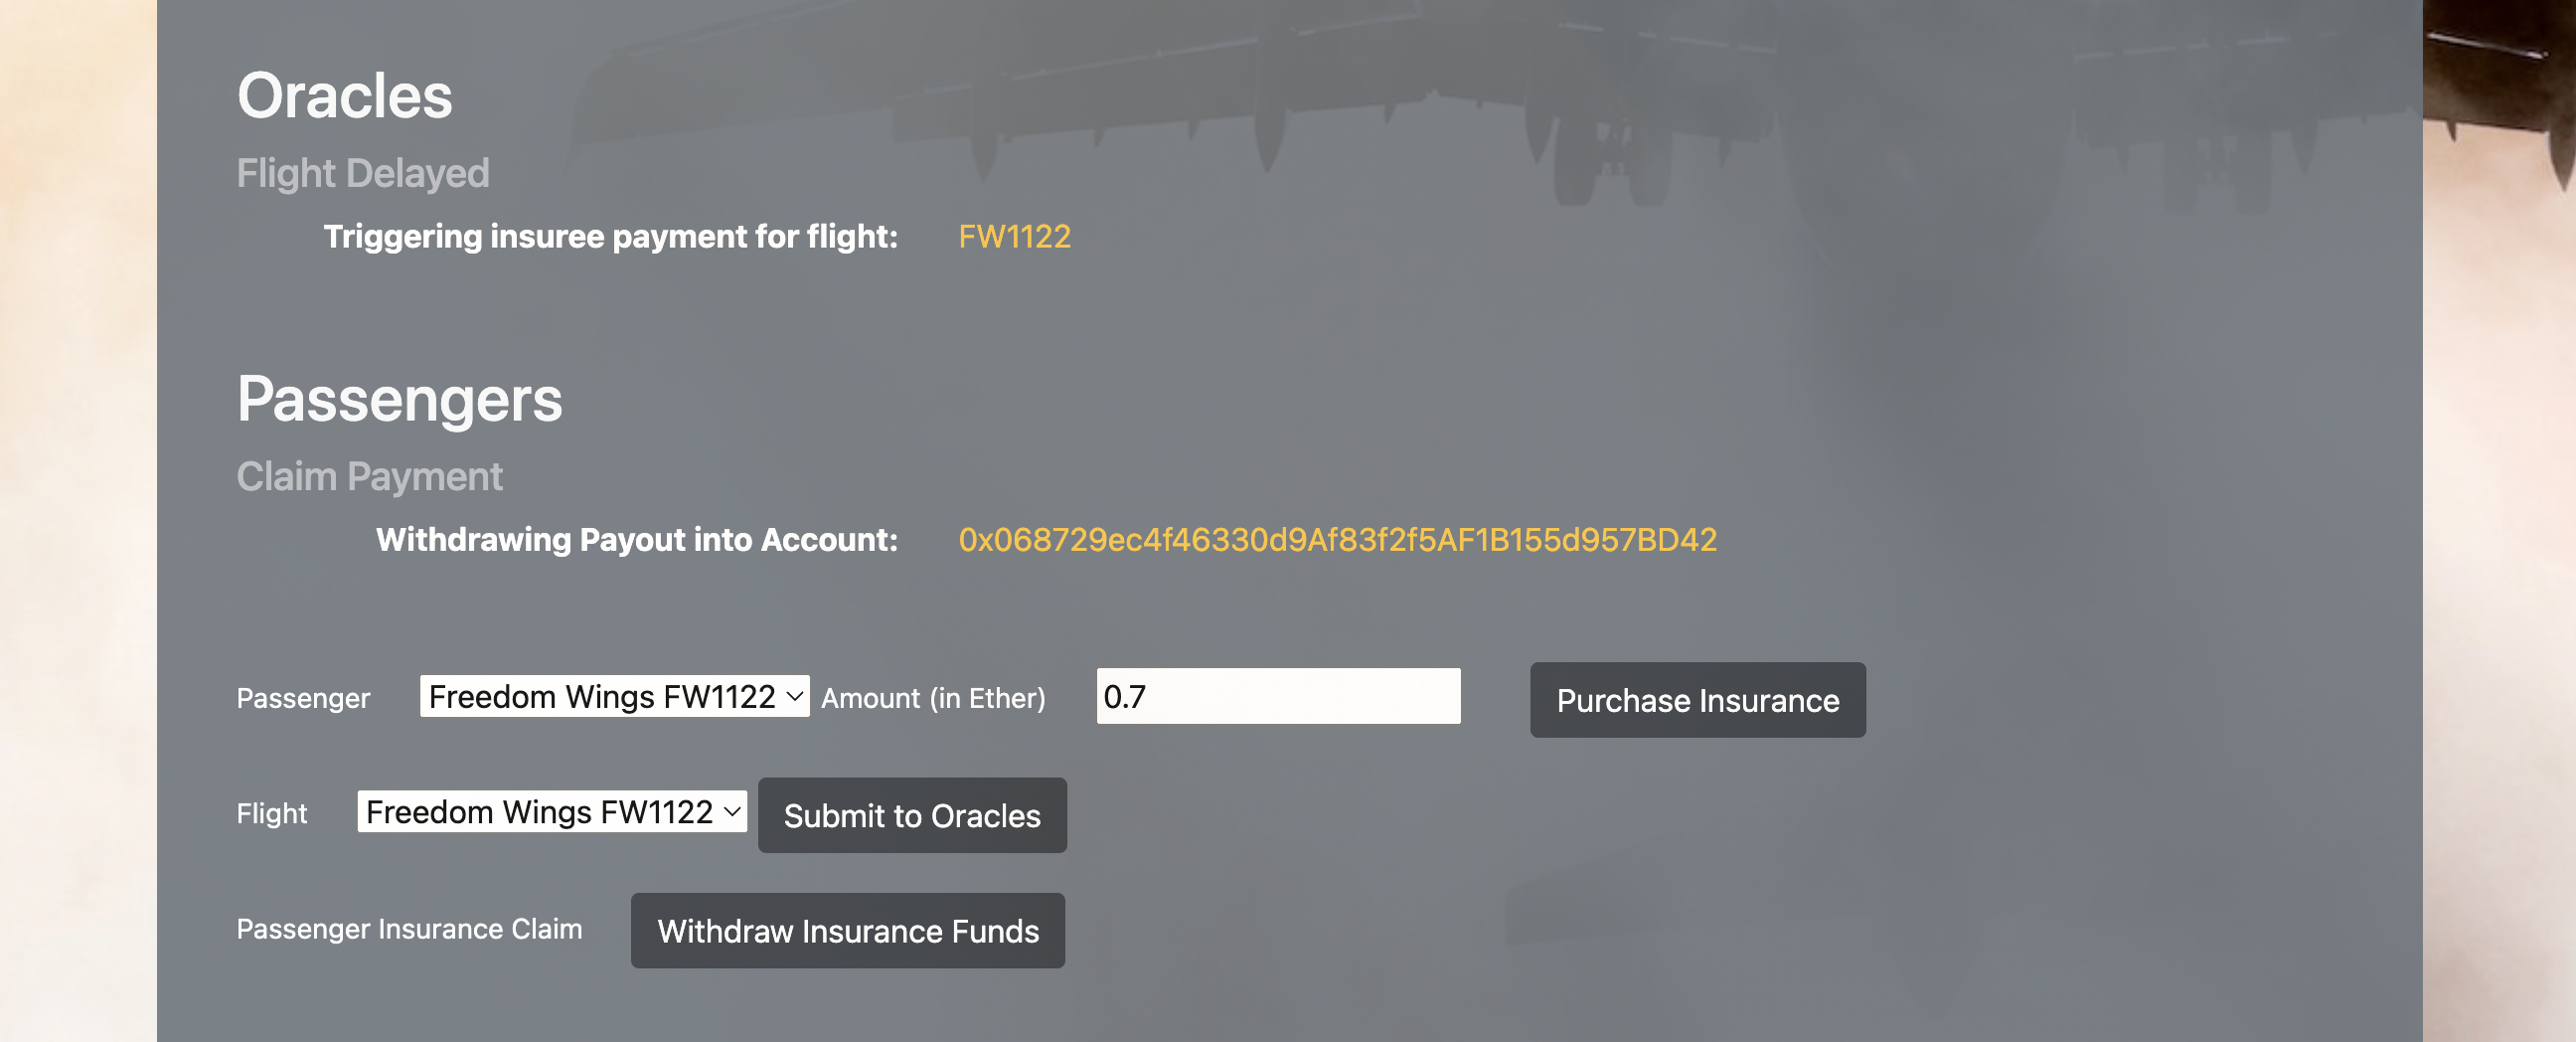 Oracles
Flight Delayed
Triggering insuree payment for flight: FW1122
Passengers
Claim Payment
Withdrawing Payout into Account: 0x068729ec4f46330d9Af83f2f5AF1B155d957BD42
Passenger Freedom Wings FW1122 Amount (in Ether) 0.7 Purchase Insurance
Flight Freedom Wings FW1122 Submit to Oracles
Passenger Insurance Claim Withdraw Insurance Funds